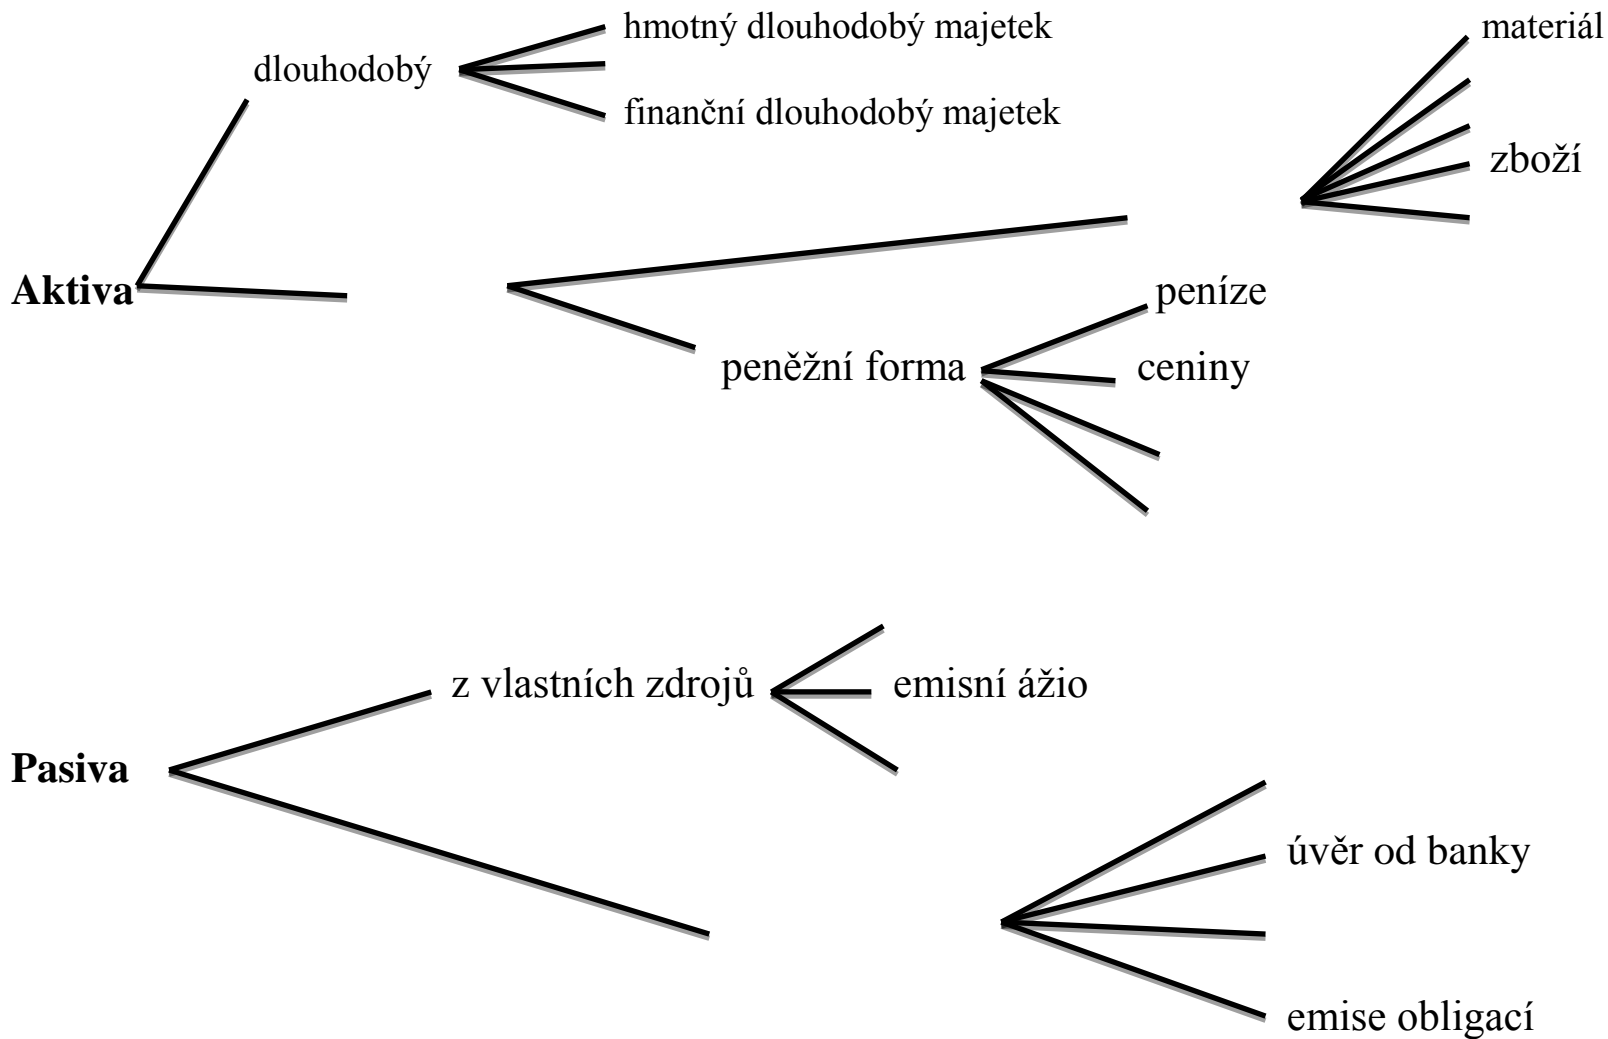 hmotný dlouhodobý majetek
materiál
dlouhodobý
finanční dlouhodobý majetek
zboží
Aktiva
peníze
peněžní forma
ceniny
z vlastních zdrojů
emisní ážio
Pasiva
úvěr od banky
emise obligací